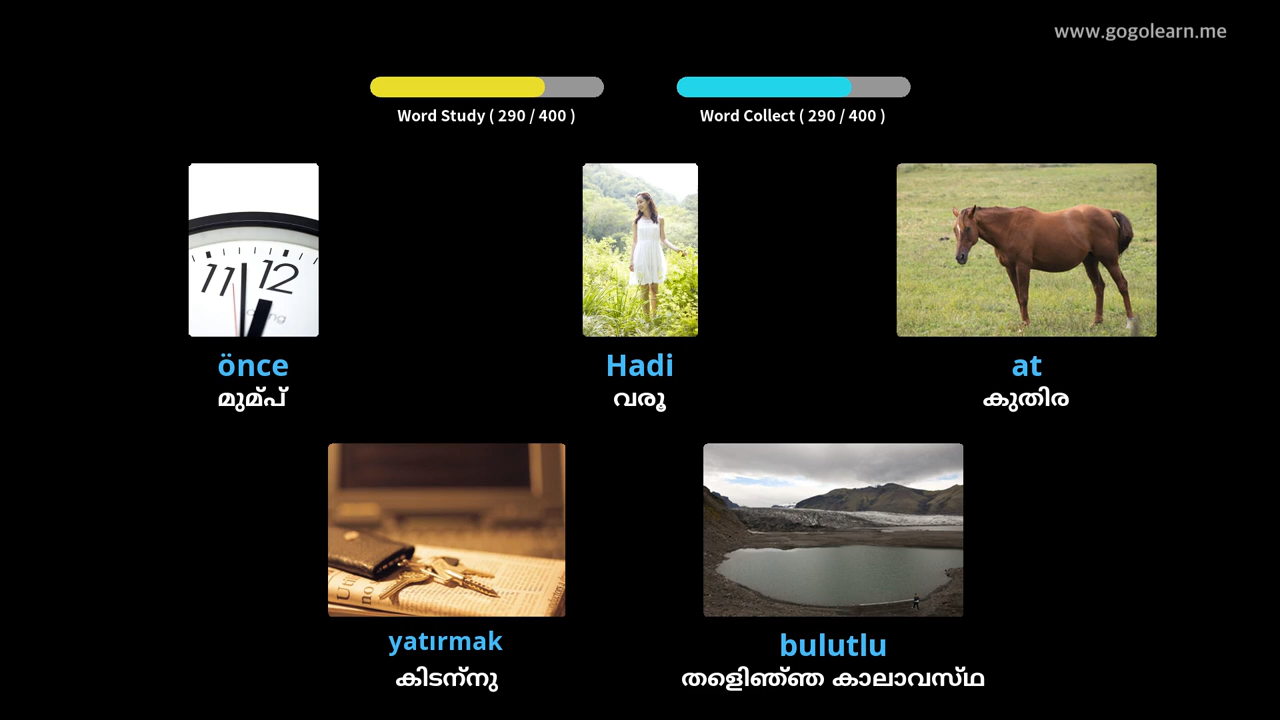 www.gogolearn.me
Word Study ( 290 / 400 )
Word Collect ( 290 / 400 )
önce
മുമ്പ്
Hadi
വരൂ
at
കുതിര
yatırmak
കിടന്നു
bulutlu
തെളിഞ്ഞ കാലാവസ്ഥ